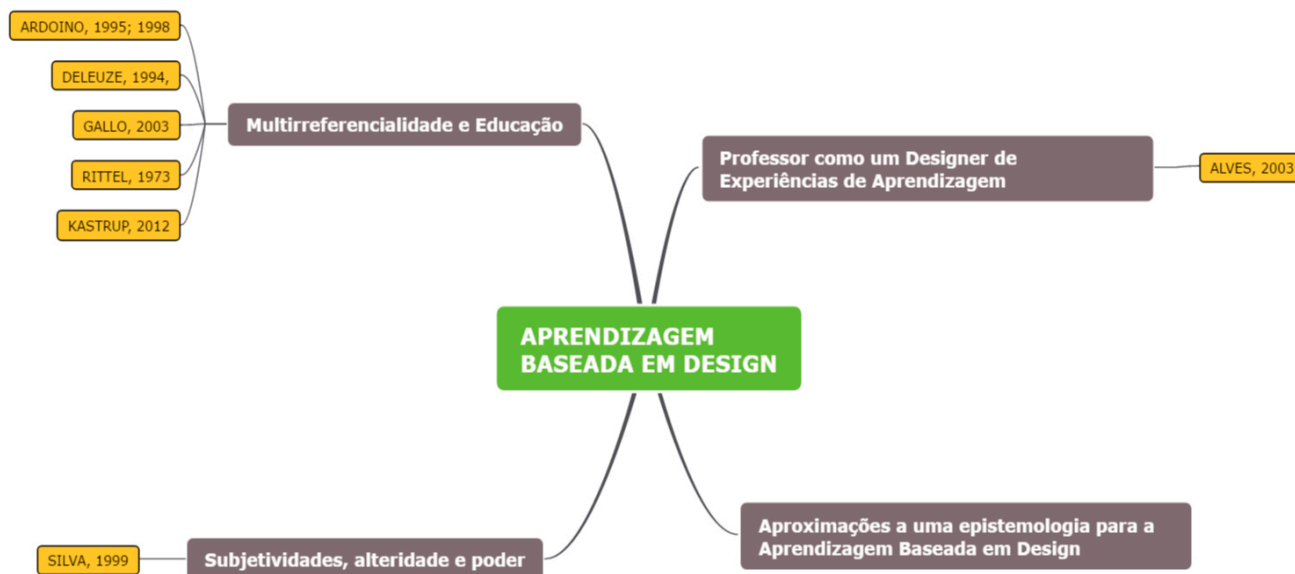 ARDOINO, 1995; 1998
DELEUZE, 1994,
GALLO, 2003
RITTEL, 1973
KASTRUP, 2012
Multirreferencialidade e Educação
Professor como um Designer de
Experiências de Aprendizagem
ALVES, 2003
APRENDIZAGEM
BASEADA EM DESIGN
SILVA, 1999
Subjetividades, alteridade e poder
Aproximações a uma epistemologia para a
Aprendizagem Baseada em Design